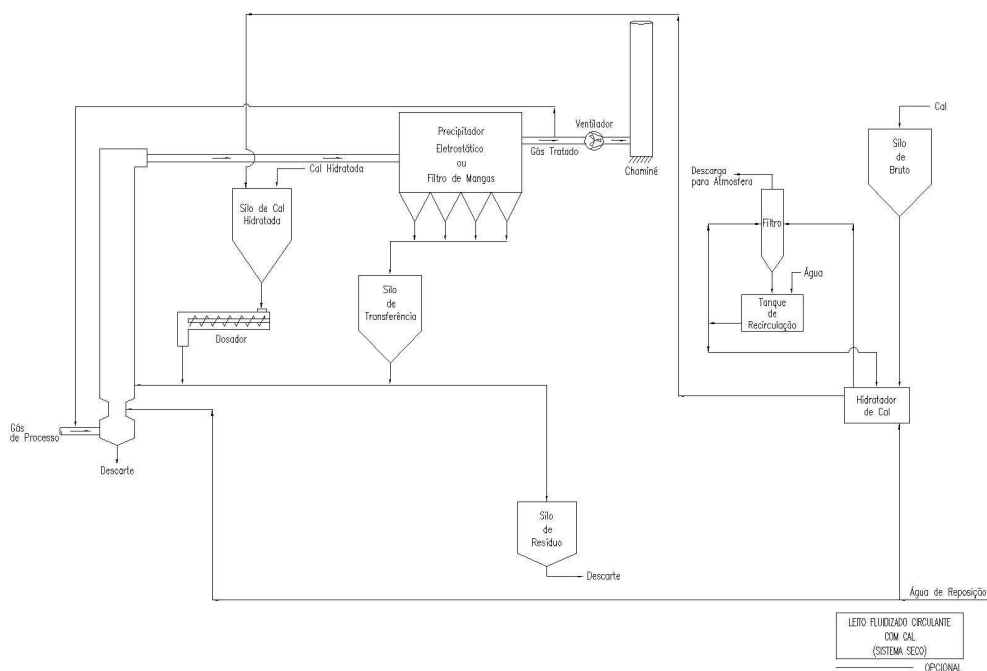 Cal
Silo
de
Bruto
Ventilador
Precipitador
Eletrostático
ou
Filtro de Mangas
Gás Tratado
Chaminé
Cal Hidratada
Silo de Cal
Hidratada
Descarga
para Atmosfera
Filtro
Água
Tanque
de
Recirculação
Silo
de
Transferência
Dosador
Hidratador
de Cal
Gás
de Processo
Descarte
Silo
de
Resíduo
Descarte
Água de Reposição
LEITO FLUIDIZADO CIRCULANTE
COM CAL
(SISTEMA SECO)
OPCIONAL